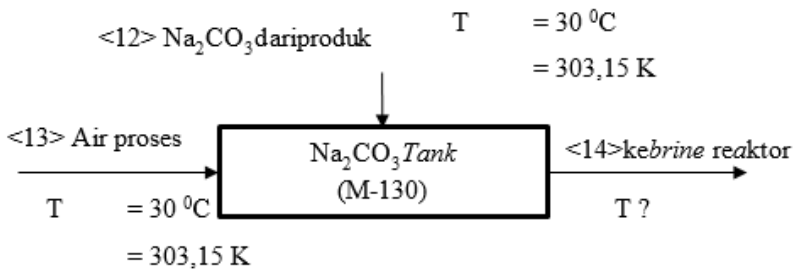 <12> Na₂CO₃dariproduk
T = 30 ⁰C
= 303,15 K
<13> Air proses
Na₂CO₃Tank
(M-130)
<14>kebrine reaktor
T = 30 ⁰C
= 303,15 K
T ?